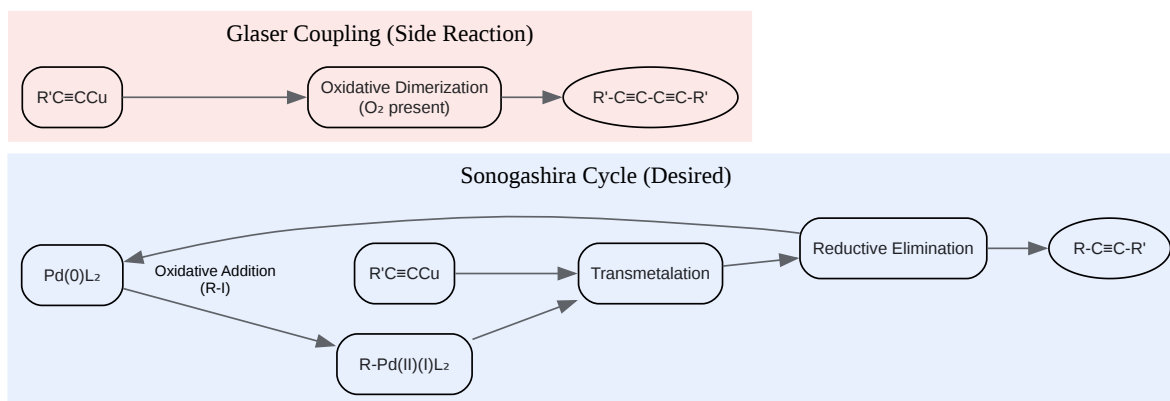 Glaser Coupling (Side Reaction)
R'C≡CCu
Oxidative Dimerization
(O₂ present)
R'-C≡C-C≡C-R'
Sonogashira Cycle (Desired)
Pd(0)L₂
Oxidative Addition
(R-I)
R'C≡CCu
R-Pd(II)(I)L₂
Transmetalation
Reductive Elimination
R-C≡C-R'